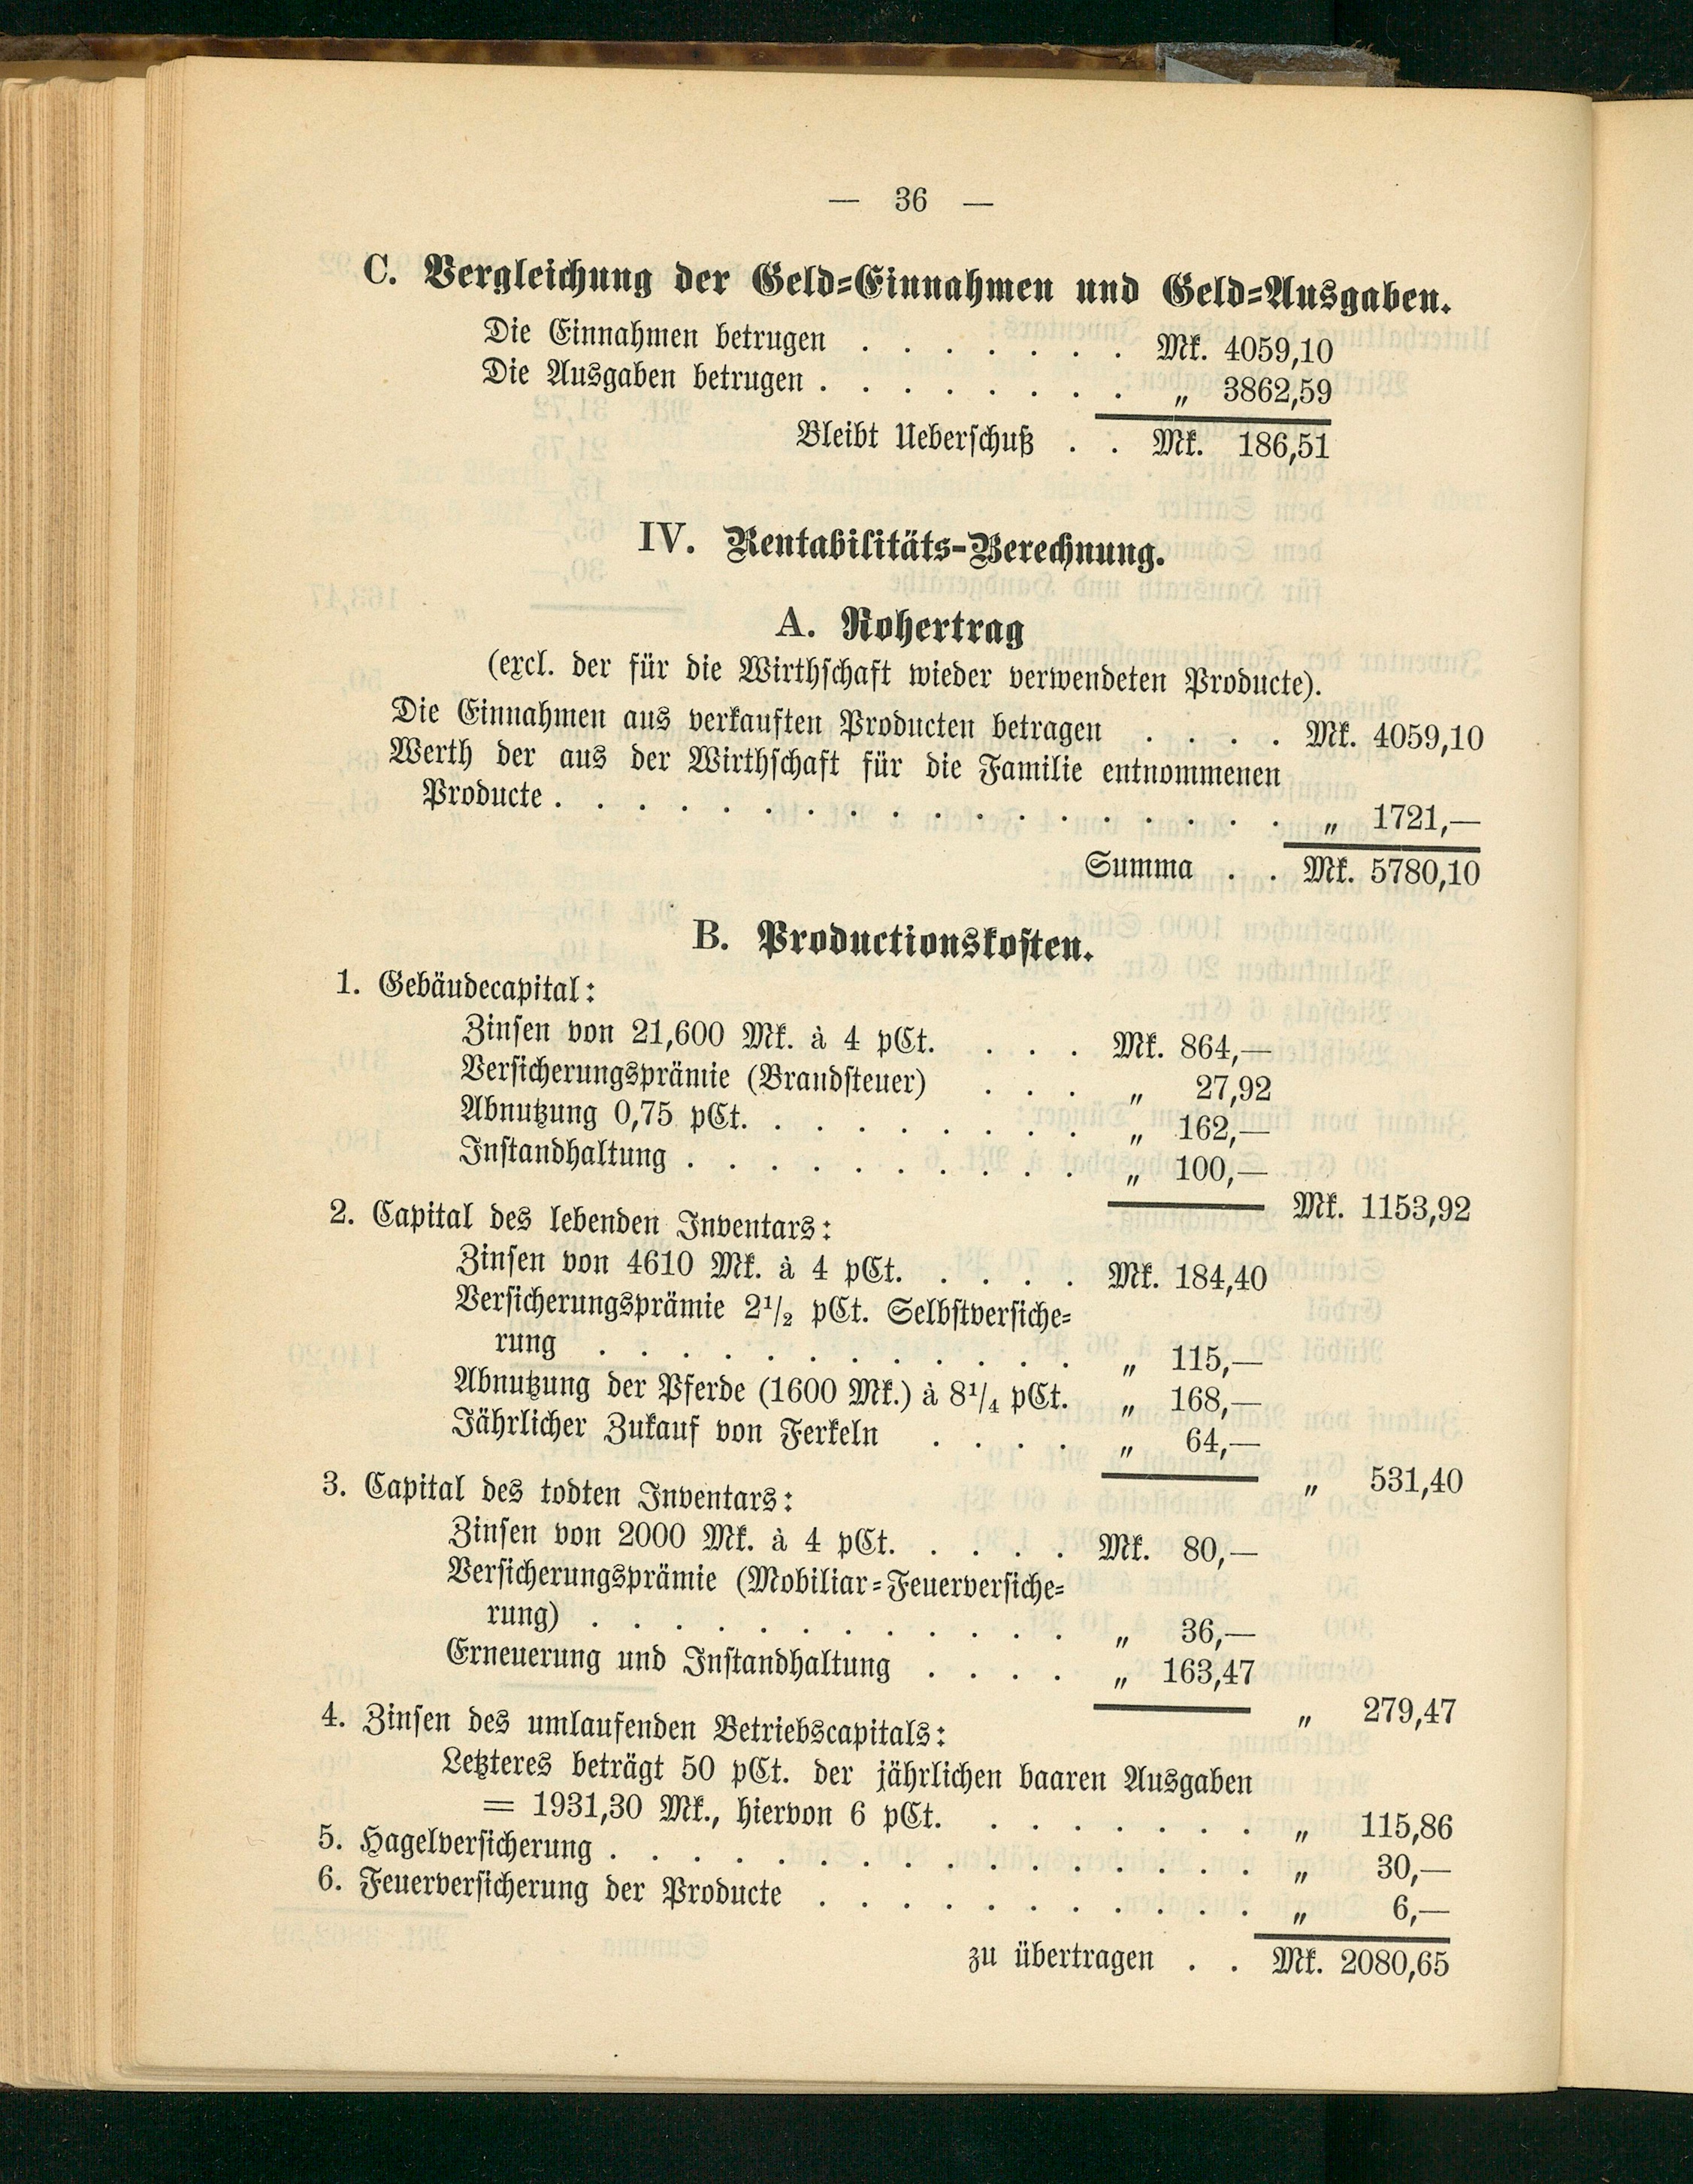 — 36 —
C. Vergleichung der Geld=Einnahmen und Geld=Ausgaben.
Die Einnahmen betrugen . . . . . . . Mk. 4059,10
Die Ausgaben betrugen . . . . . . . . „ 3862,59
Bleibt Ueberschuß . . Mk. 186,51
IV. Rentabilitäts-Berechnung.
A. Rohertrag
(excl. der für die Wirthschaft wieder verwendeten Producte).
Die Einnahmen aus verkauften Producten betragen . . . . Mk. 4059,10
Werth der aus der Wirthschaft für die Familie entnommenen
Producte . . . . . . . . . . . . . . . . . . „ 1721,—
Summa . . Mk. 5780,10
B. Productionskosten.
1. Gebäudecapital:
Zinsen von 21,600 Mk. à 4 pCt. . . . Mk. 864,—
Versicherungsprämie (Brandsteuer) . . . „ 27,92
Abnutzung 0,75 pCt. . . . . . . . . „ 162,—
Instandhaltung . . . . . . . . . . „ 100,—
Mk. 1153,92
2. Capital des lebenden Inventars:
Zinsen von 4610 Mk. à 4 pCt. . . . . Mk. 184,40
Versicherungsprämie 2¹/₂ pCt. Selbstversiche=
rung . . . . . . . . . . . . „ 115,—
Abnutzung der Pferde (1600 Mk.) à 8¹/₄ pCt. „ 168,—
Jährlicher Zukauf von Ferkeln . . . . „ 64,—
„ 531,40
3. Capital des todten Inventars:
Zinsen von 2000 Mk. à 4 pCt. . . . . Mk. 80,—
Versicherungsprämie (Mobiliar=Feuerversiche=
rung) . . . . . . . . . . . . „ 36,—
Erneuerung und Instandhaltung . . . . „ 163,47
„ 279,47
4. Zinsen des umlaufenden Betriebscapitals:
Letzteres beträgt 50 pCt. der jährlichen baaren Ausgaben
= 1931,30 Mk., hiervon 6 pCt. . . . . . . . „ 115,86
5. Hagelversicherung . . . . . . . . . . . . . . . . „ 30,—
6. Feuerversicherung der Producte . . . . . . . . . . . „ 6,—
zu übertragen . . Mk. 2080,65